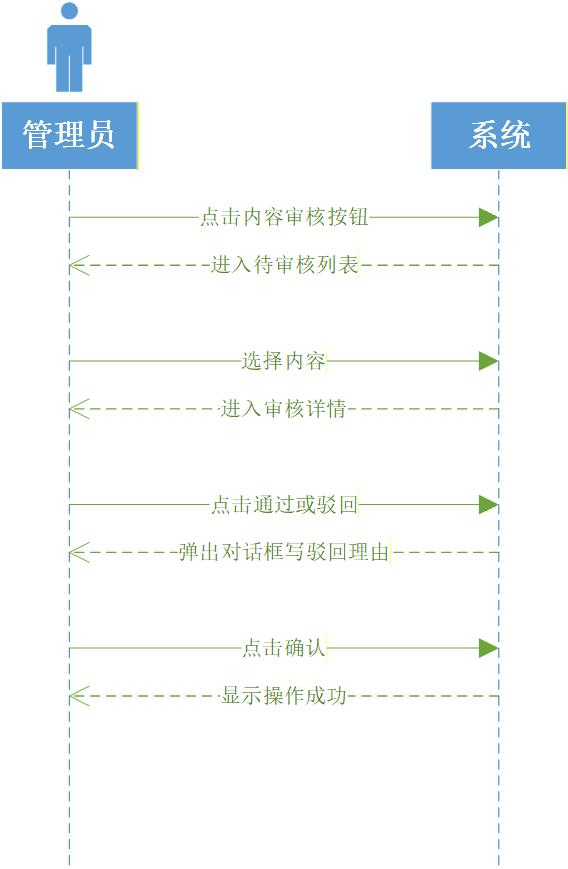 管理员
系统
点击内容审核按钮
进入待审核列表
选择内容
进入审核详情
点击通过或驳回
弹出对话框写驳回理由
点击确认
显示操作成功